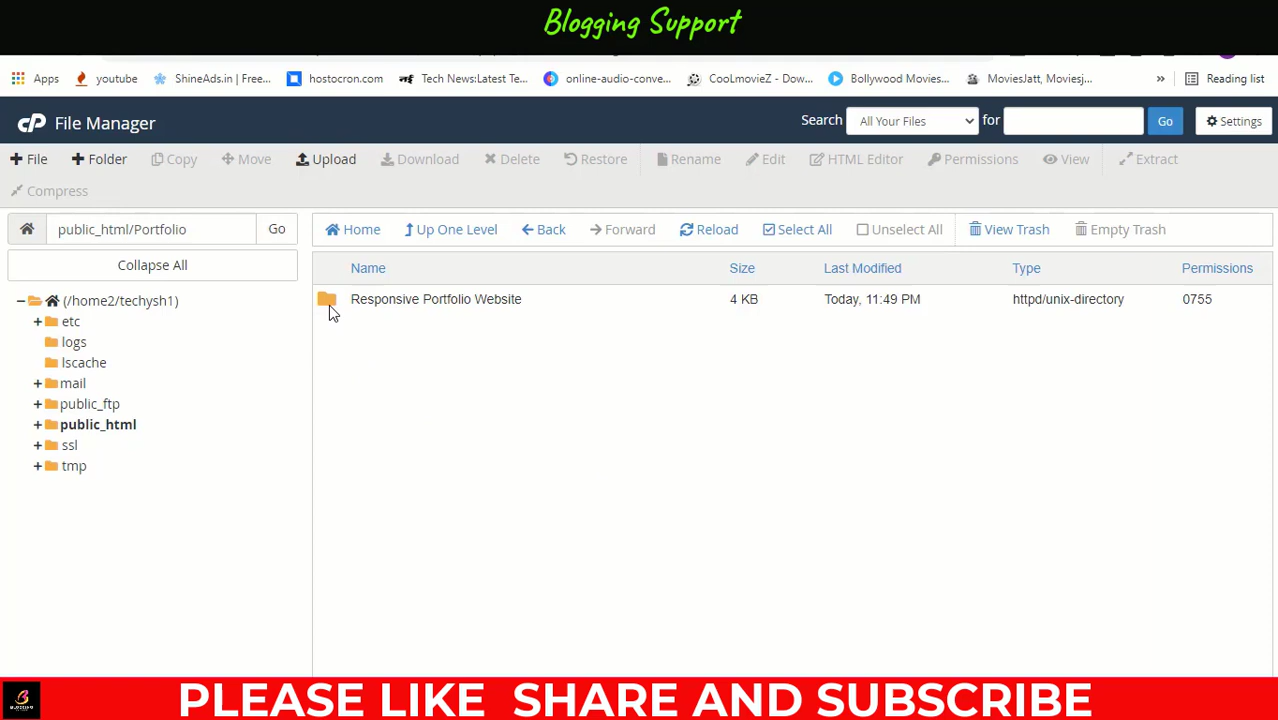 Blogging Support
Apps youtube ShineAds.in | Free... hostocron.com Tech News:Latest Te... online-audio-conve... CooLmovieZ - Dow... Bollywood Movies... MoviesJatt, Moviesj... » Reading list
cP File Manager Search All Your Files for Go Settings
+ File + Folder Copy Move Upload Download Delete Restore Rename Edit HTML Editor Permissions View Extract
Compress
public_html/Portfolio Go Home Up One Level Back Forward Reload Select All Unselect All View Trash Empty Trash
Collapse All
Name Size Last Modified Type Permissions
Responsive Portfolio Website 4 KB Today, 11:49 PM httpd/unix-directory 0755
(/home2/techysh1)
etc
logs
lscache
mail
public_ftp
public_html
ssl
tmp
PLEASE LIKE SHARE AND SUBSCRIBE